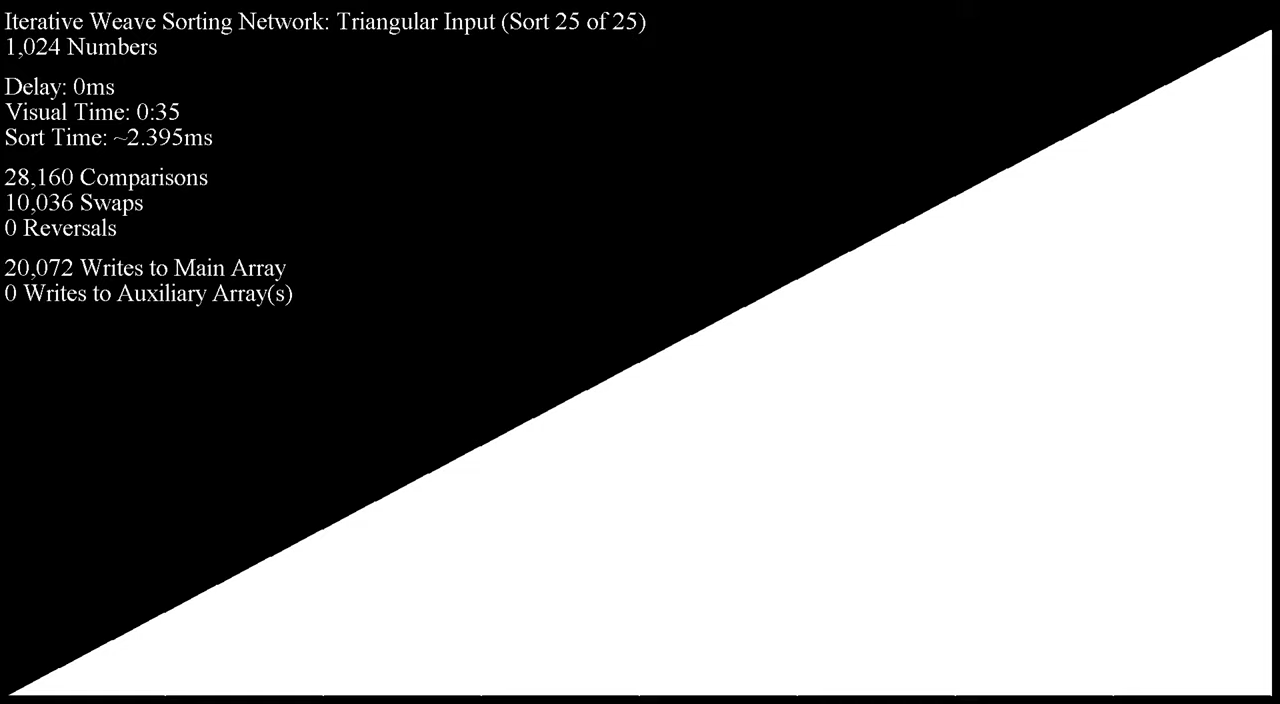 Iterative Weave Sorting Network: Triangular Input (Sort 25 of 25)
1,024 Numbers
Delay: 0ms
Visual Time: 0:35
Sort Time: ~2.395ms
28,160 Comparisons
10,036 Swaps
0 Reversals
20,072 Writes to Main Array
0 Writes to Auxiliary Array(s)